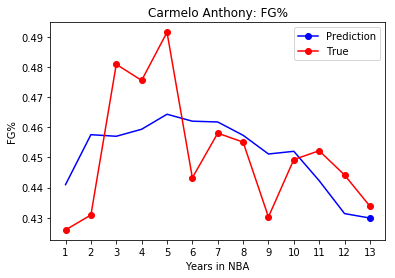 Carmelo Anthony: FG%
Prediction
True
0.49
0.48
0.47
0.46
0.45
0.44
0.43
FG%
1 2 3 4 5 6 7 8 9 10 11 12 13
Years in NBA